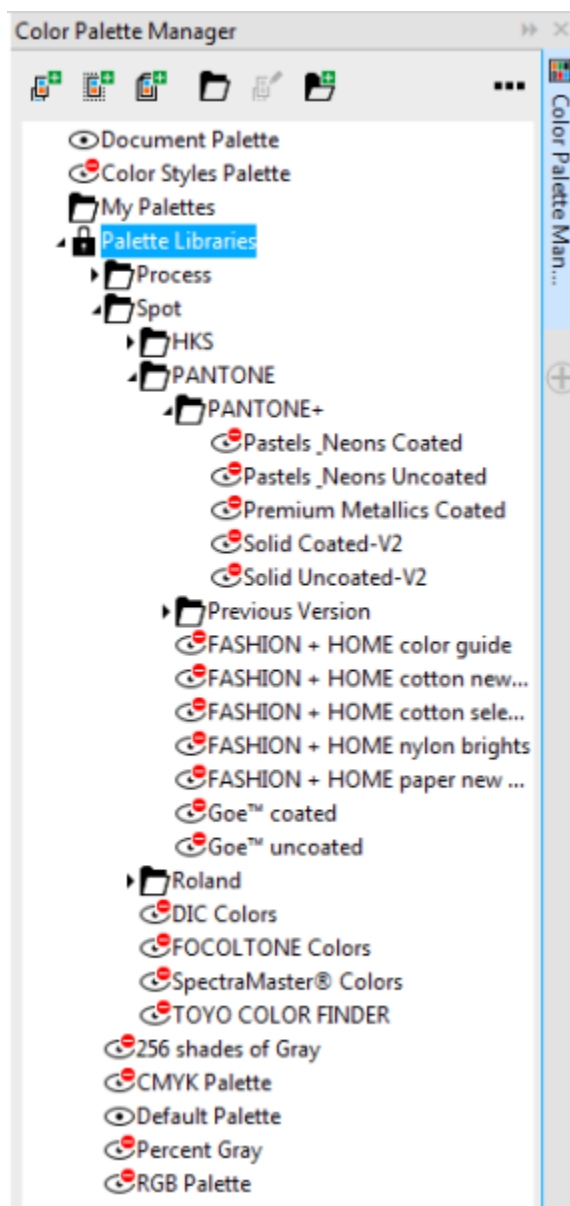 Color Palette Manager
Color Palette Man...
Document Palette
Color Styles Palette
My Palettes
Palette Libraries
Process
Spot
HKS
PANTONE
PANTONE+
Pastels _Neons Coated
Pastels _Neons Uncoated
Premium Metallics Coated
Solid Coated-V2
Solid Uncoated-V2
Previous Version
FASHION + HOME color guide
FASHION + HOME cotton new...
FASHION + HOME cotton sele...
FASHION + HOME nylon brights
FASHION + HOME paper new ...
Goe™ coated
Goe™ uncoated
Roland
DIC Colors
FOCOLTONE Colors
SpectraMaster® Colors
TOYO COLOR FINDER
256 shades of Gray
CMYK Palette
Default Palette
Percent Gray
RGB Palette